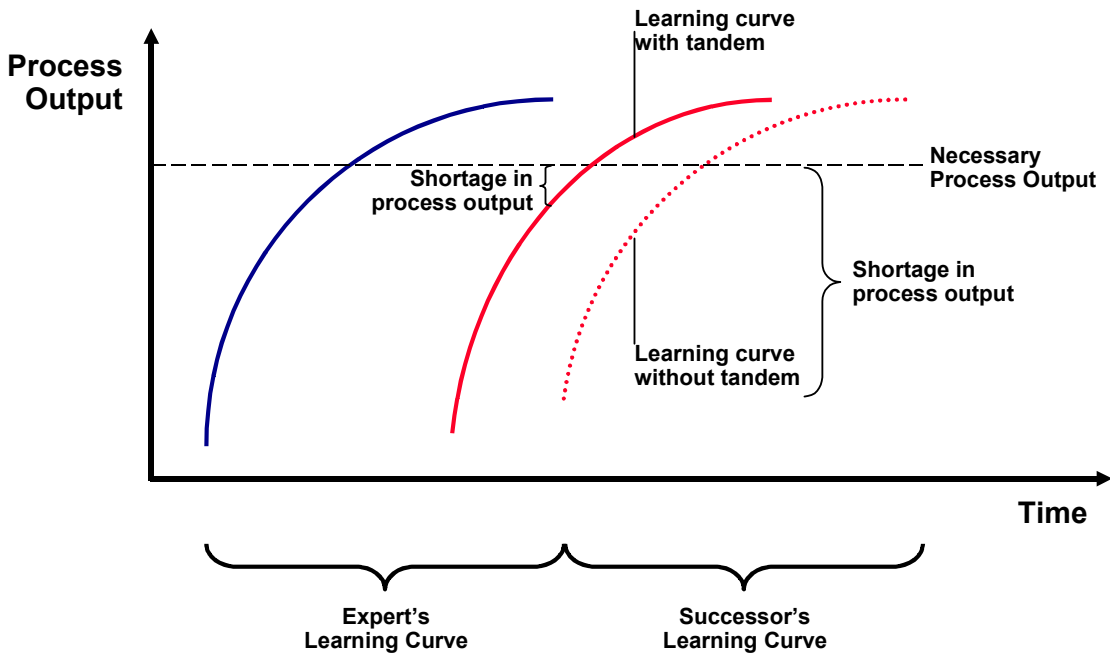 Learning curve
with tandem
Process
Output
Necessary
Process Output
Shortage in
process output
Shortage in
process output
Learning curve
without tandem
Time
Expert's
Learning Curve
Successor's
Learning Curve